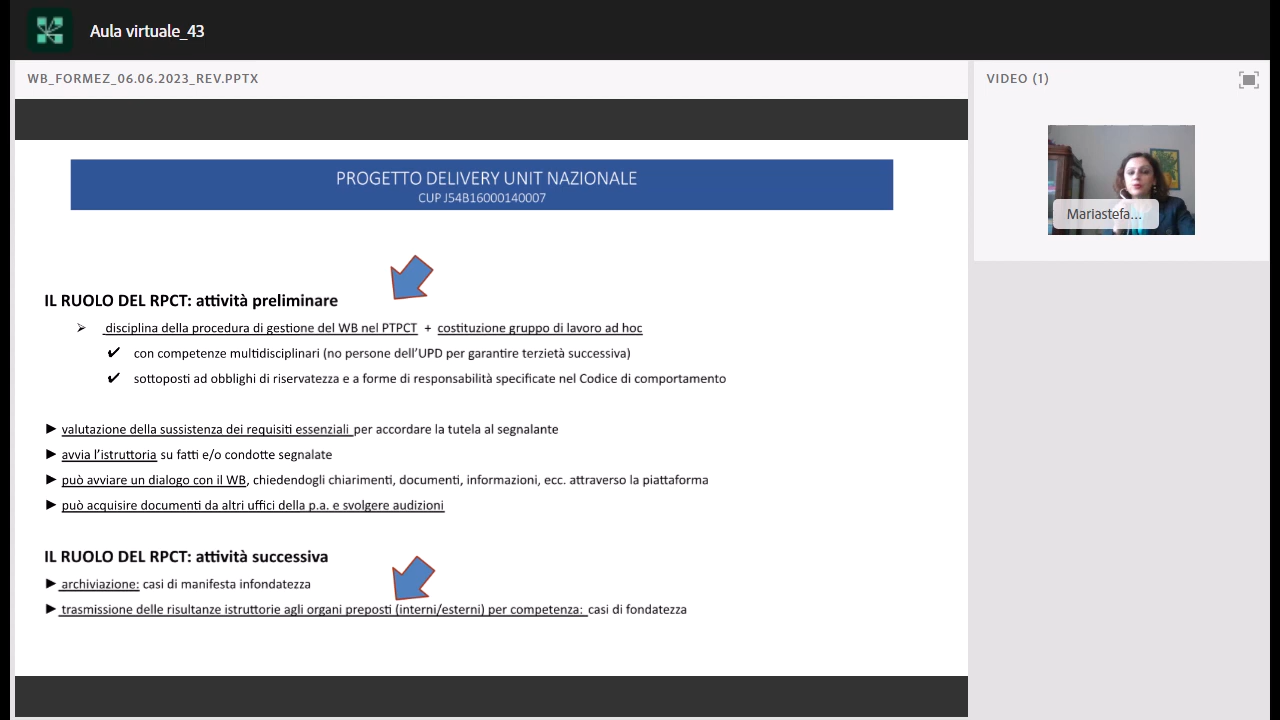 Aula virtuale_43
WB_FORMEZ_06.06.2023_REV.PPTX
VIDEO (1)
PROGETTO DELIVERY UNIT NAZIONALE
CUP J54B16000140007
Mariastefa...
IL RUOLO DEL RPCT: attività preliminare
disciplina della procedura di gestione del WB nel PTPCT + costituzione gruppo di lavoro ad hoc
con competenze multidisciplinari (no persone dell'UPD per garantire terzietà successiva)
sottoposti ad obblighi di riservatezza e a forme di responsabilità specificate nel Codice di comportamento
valutazione della sussistenza dei requisiti essenziali per accordare la tutela al segnalante
avvia l'istruttoria su fatti e/o condotte segnalate
può avviare un dialogo con il WB, chiedendogli chiarimenti, documenti, informazioni, ecc. attraverso la piattaforma
può acquisire documenti da altri uffici della p.a. e svolgere audizioni
IL RUOLO DEL RPCT: attività successiva
archiviazione: casi di manifesta infondatezza
trasmissione delle risultanze istruttorie agli organi preposti (interni/esterni) per competenza: casi di fondatezza